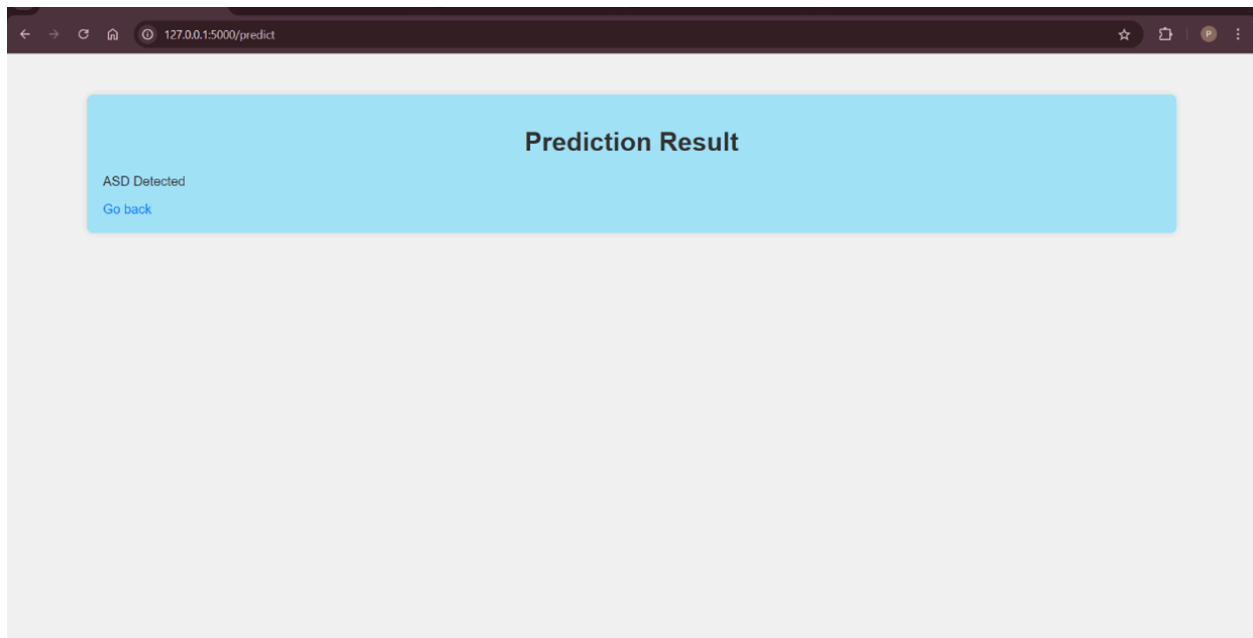 127.0.0.1:5000/predict
P
Prediction Result
ASD Detected
Go back